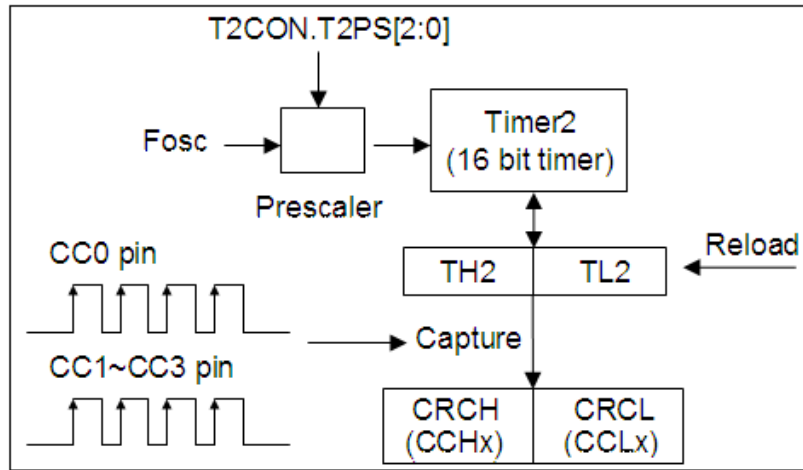 T2CON.T2PS[2:0]
Fosc
Prescaler
Timer2
(16 bit timer)
TH2
TL2
Reload
CC0 pin
Capture
CC1~CC3 pin
CRCH
(CCHx)
CRCL
(CCLx)